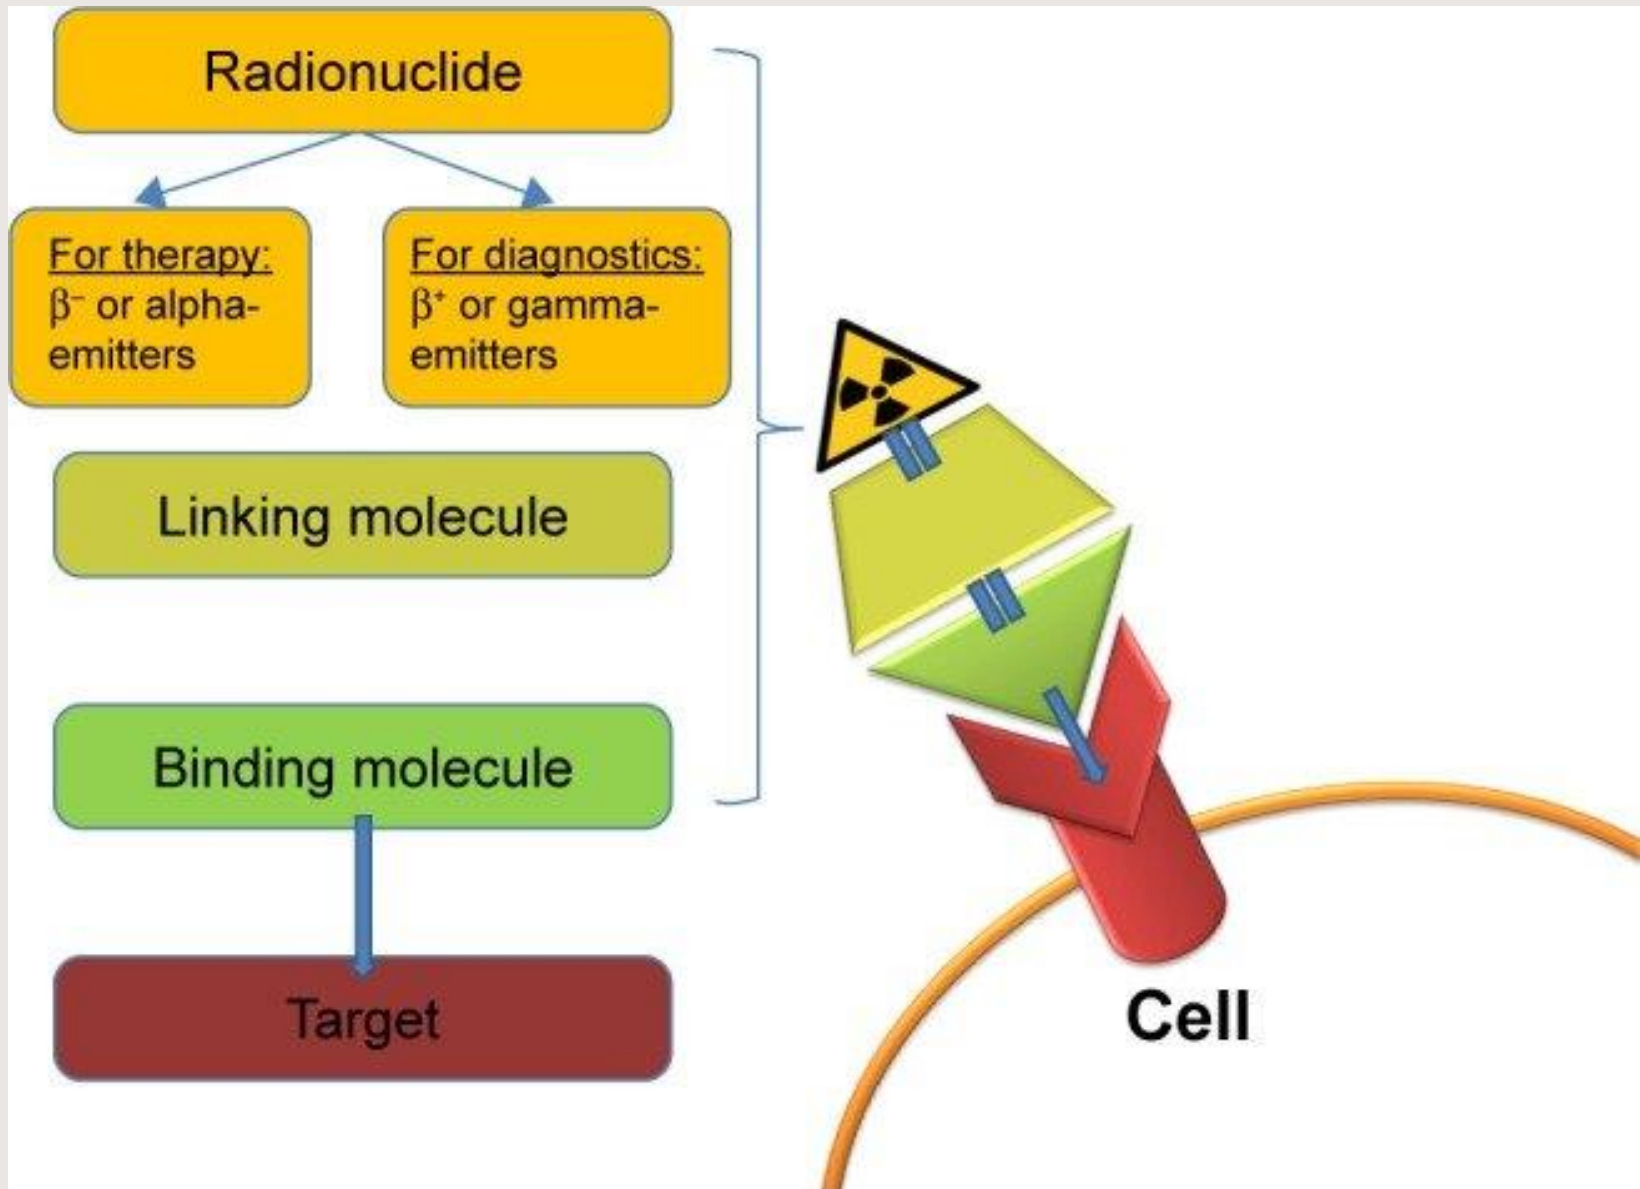 Radionuclide
For therapy:
β⁻ or alpha-
emitters
For diagnostics:
β⁺ or gamma-
emitters
Linking molecule
Binding molecule
Target
Cell